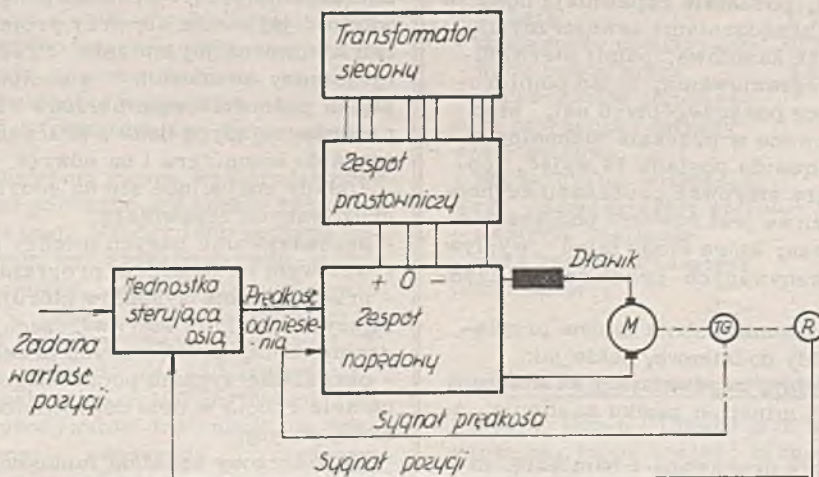 Transformator
sieciowy
Zespół
prostowniczy
Dławik
+ 0 -
Jednostka
sterująca
osią
Prędkość
odniesie-
-nia
Zespół
napędowy
M
TG
R
Zadana
wartość
pozycji
Sygnał prędkości
Sygnał pozycji